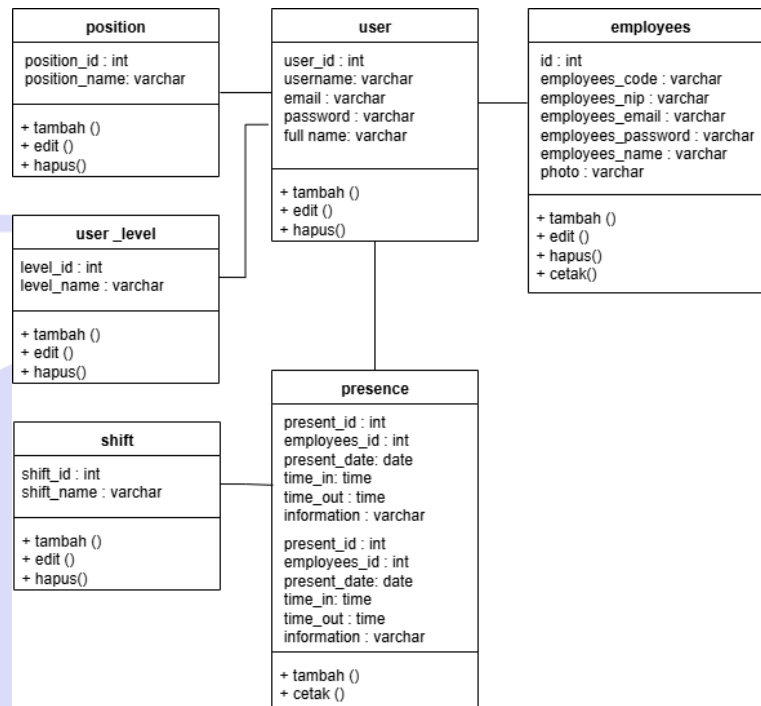 position
position_id : int
position_name: varchar
+ tambah ()
+ edit ()
+ hapus()
user
user_id : int
username: varchar
email : varchar
password : varchar
full name: varchar
+ tambah ()
+ edit ()
+ hapus()
employees
id : int
employees_code : varchar
employees_nip : varchar
employees_email : varchar
employees_password : varchar
employees_name : varchar
photo : varchar
+ tambah ()
+ edit ()
+ hapus()
+ cetak()
user _level
level_id : int
level_name : varchar
+ tambah ()
+ edit ()
+ hapus()
shift
shift_id : int
shift_name : varchar
+ tambah ()
+ edit ()
+ hapus()
presence
present_id : int
employees_id : int
present_date: date
time_in: time
time_out : time
information : varchar
present_id : int
employees_id : int
present_date: date
time_in: time
time_out : time
information : varchar
+ tambah ()
+ cetak ()